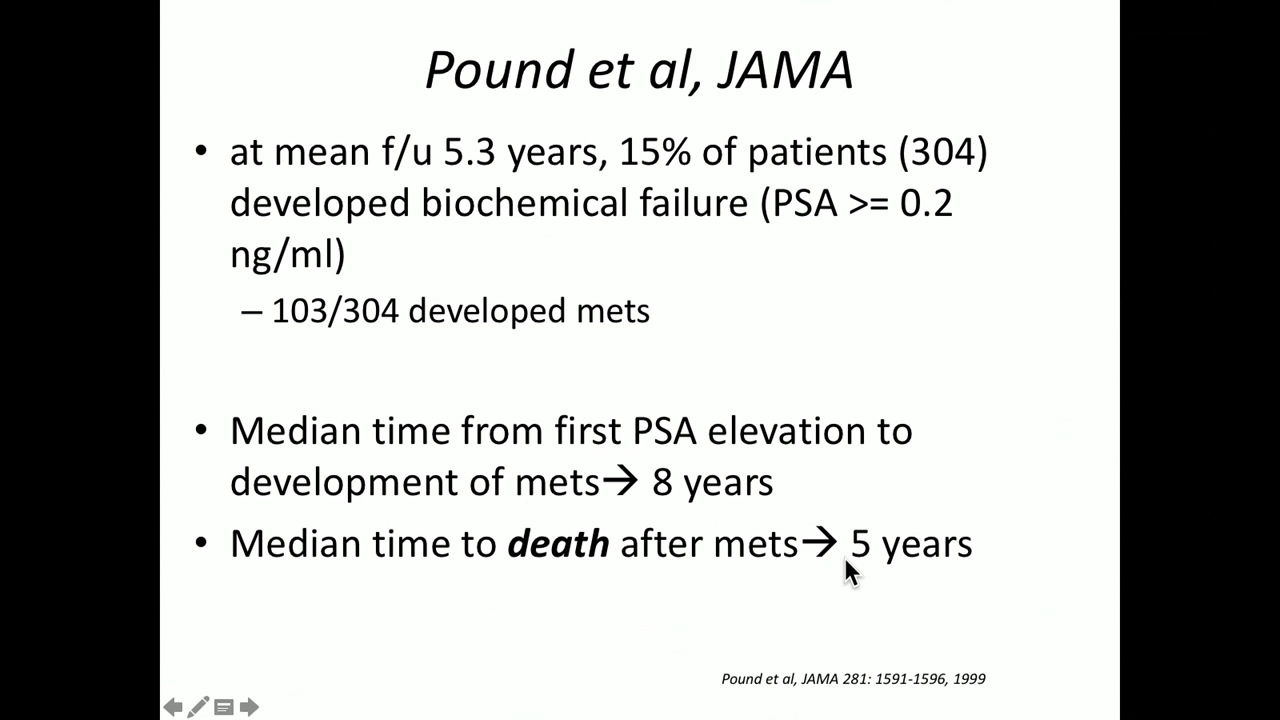 Pound et al, JAMA
• at mean f/u 5.3 years, 15% of patients (304)
developed biochemical failure (PSA >= 0.2
ng/ml)
– 103/304 developed mets
• Median time from first PSA elevation to
development of mets→ 8 years
• Median time to death after mets→ 5 years
Pound et al, JAMA 281: 1591-1596, 1999